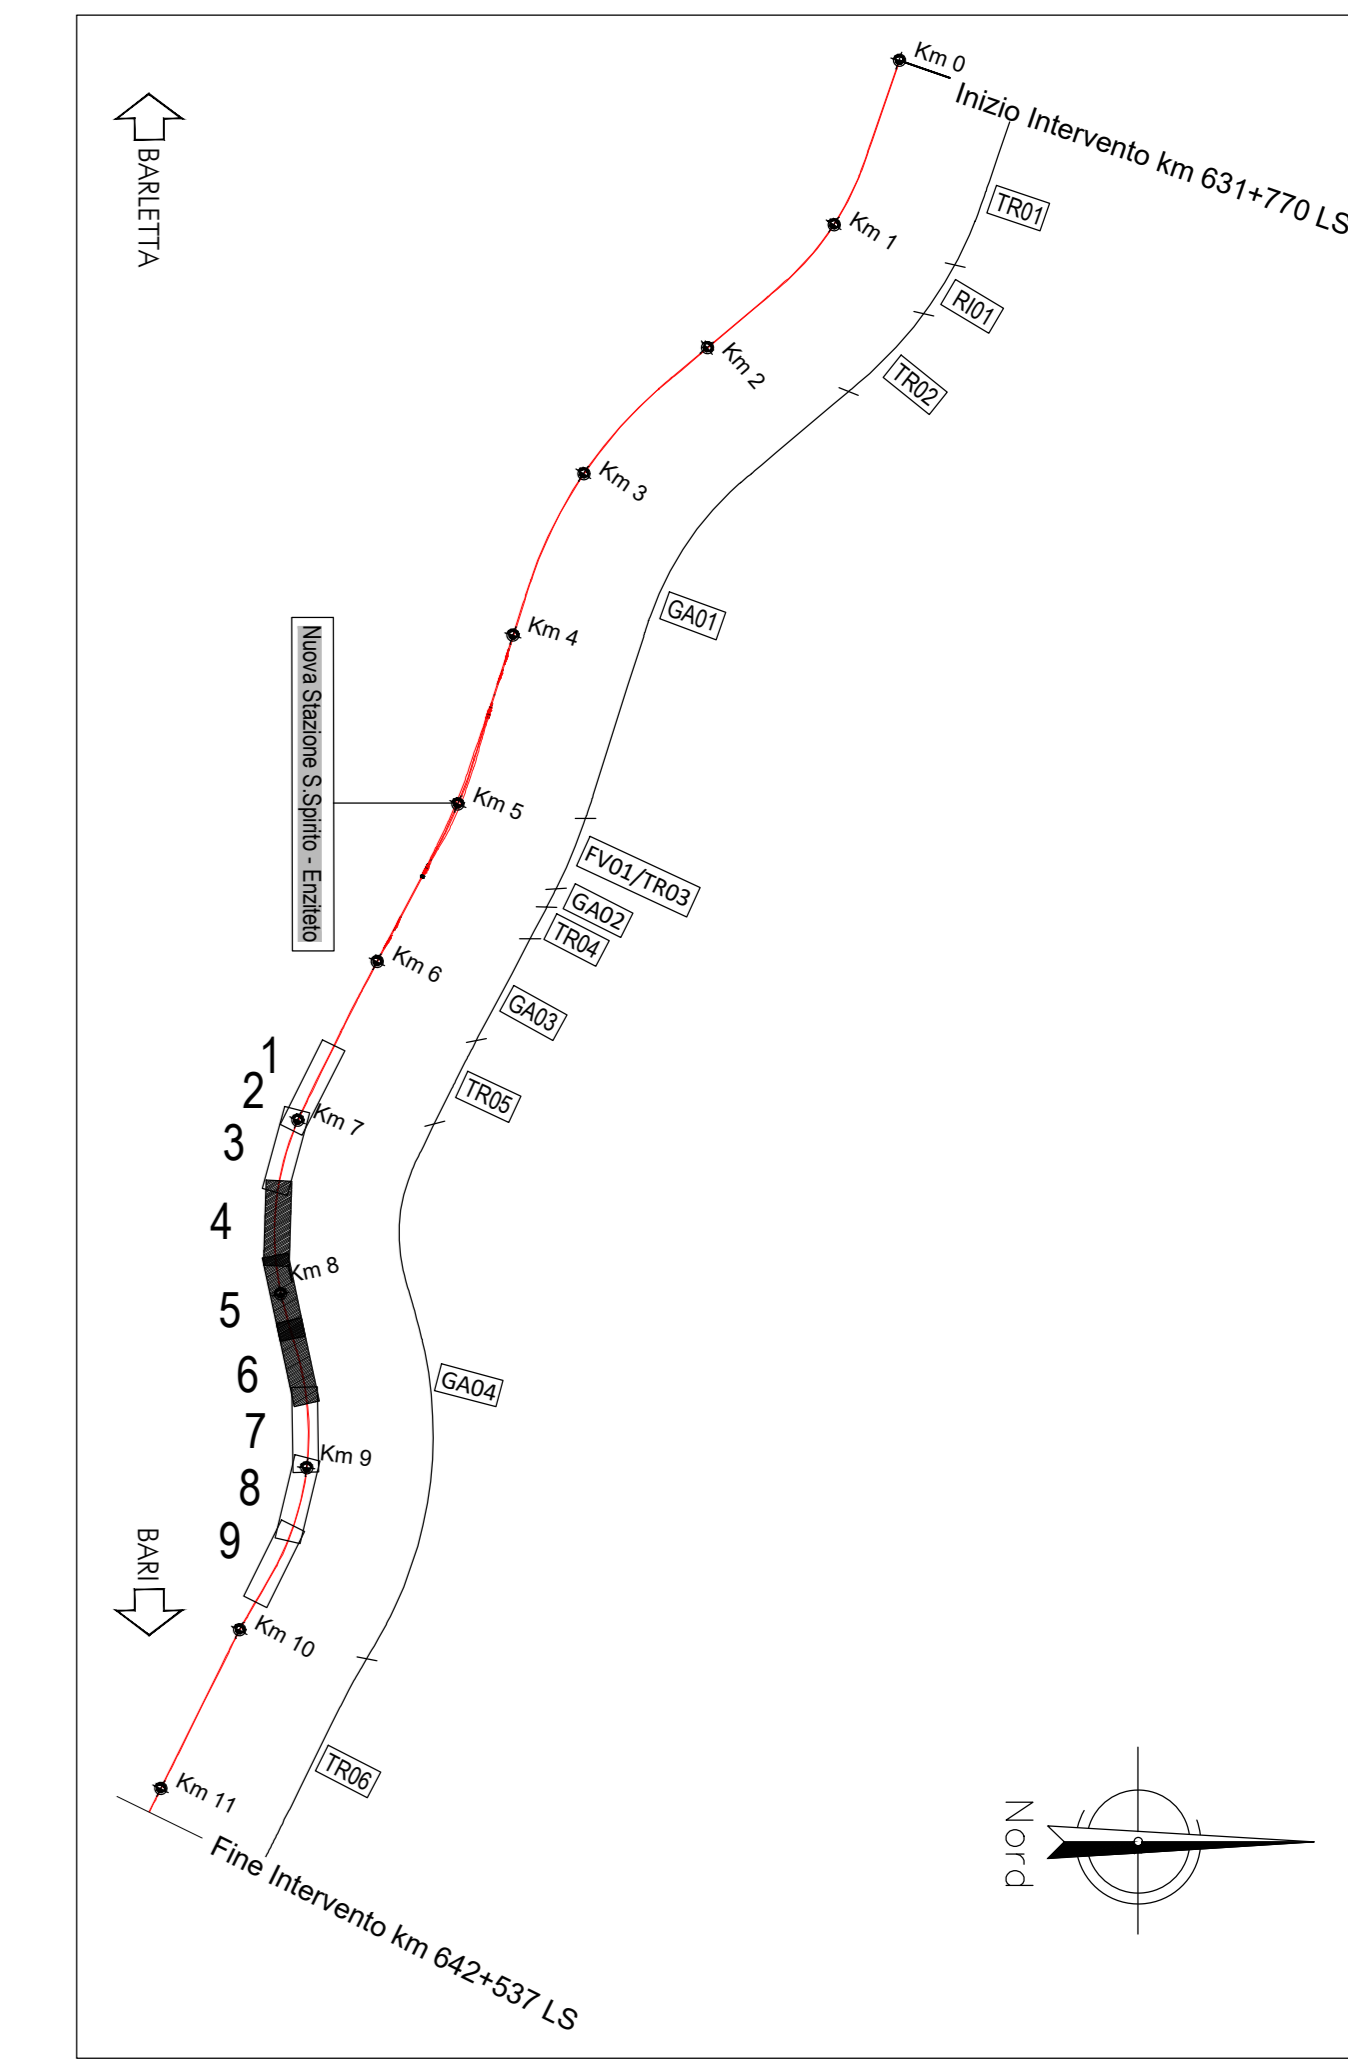 Km 0
Inizio Intervento km 631+770 LS
BARLETTA
TR01
Km 1
RI01
Km 2
TR02
Km 3
GA01
Km 4
Nuova Stazione S.Spirito - Enziteto
Km 5
FV01/TR03
GA02
TR04
Km 6
GA03
1
2
TR05
Km 7
3
4
Km 8
5
6
GA04
7
Km 9
8
9
BARI
Km 10
TR06
Km 11
Nord
Fine Intervento km 642+537 LS